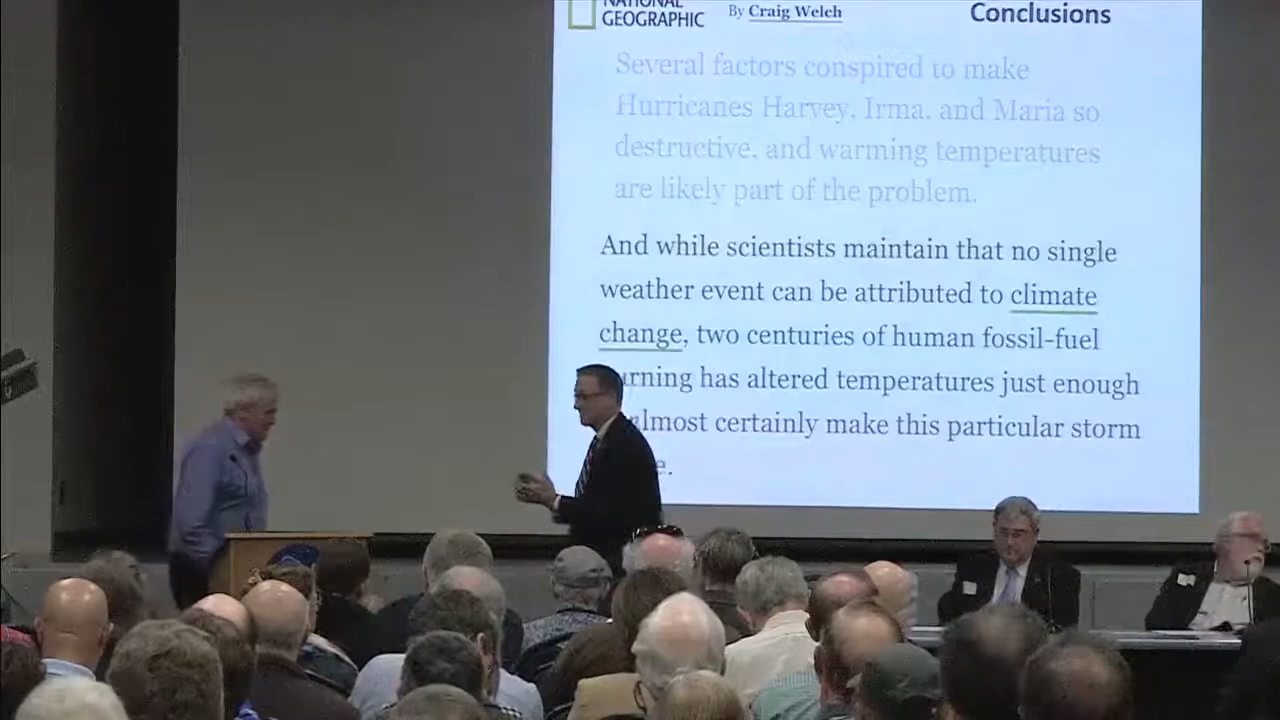 NATIONAL
GEOGRAPHIC
By Craig Welch
Conclusions
Several factors conspired to make
Hurricanes Harvey, Irma, and Maria so
destructive, and warming temperatures
are likely part of the problem.
And while scientists maintain that no single
weather event can be attributed to climate
change, two centuries of human fossil-fuel
urning has altered temperatures just enough
almost certainly make this particular storm
e.